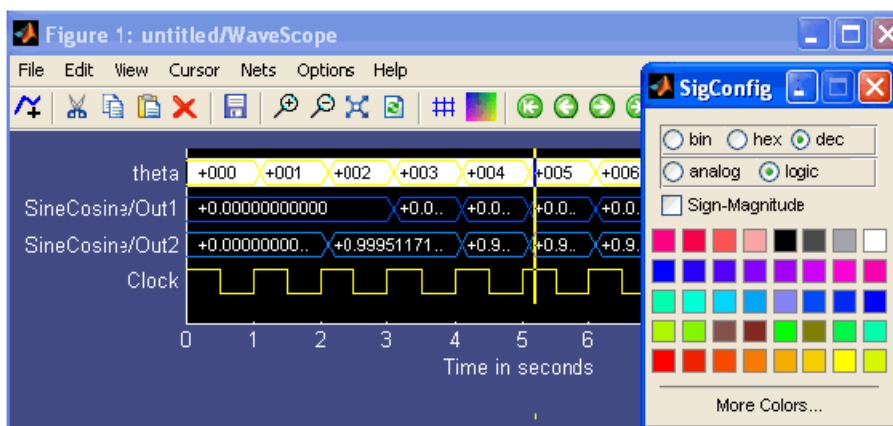 Figure 1: untitled/WaveScope
File Edit View Cursor Nets Options Help
SigConfig
bin hex dec
analog logic
Sign-Magnitude
theta +000 +001 +002 +003 +004 +005 +006
SineCosine/Out1 +0.00000000000 +0.0.. +0.0.. +0.0.. +0.0.
SineCosine/Out2 +0.00000000.. +0.99951171.. +0.9.. +0.9.. +0.9.
Clock
0 1 2 3 4 5 6
Time in seconds
More Colors...